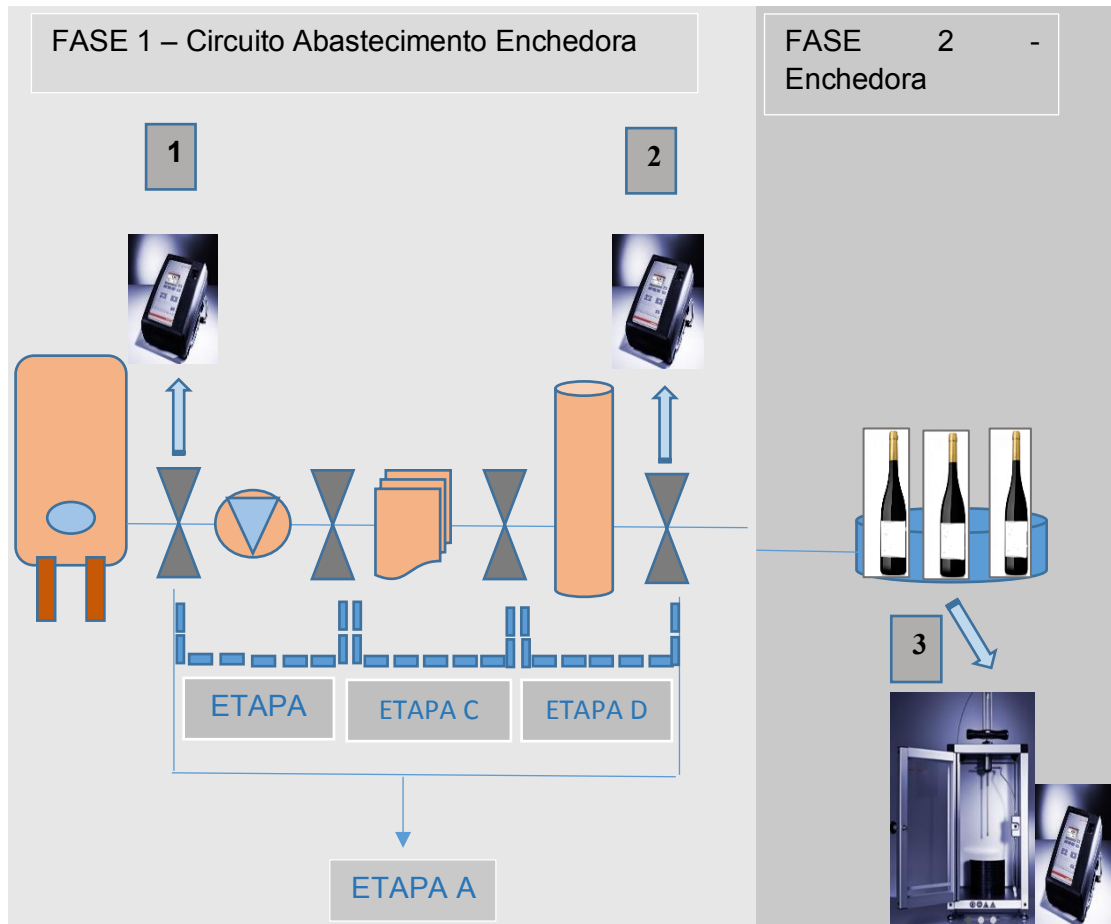 FASE 1 – Circuito Abastecimento Enchedora
FASE 2 -
Enchedora
1
2
3
ETAPA
ETAPA C
ETAPA D
ETAPA A